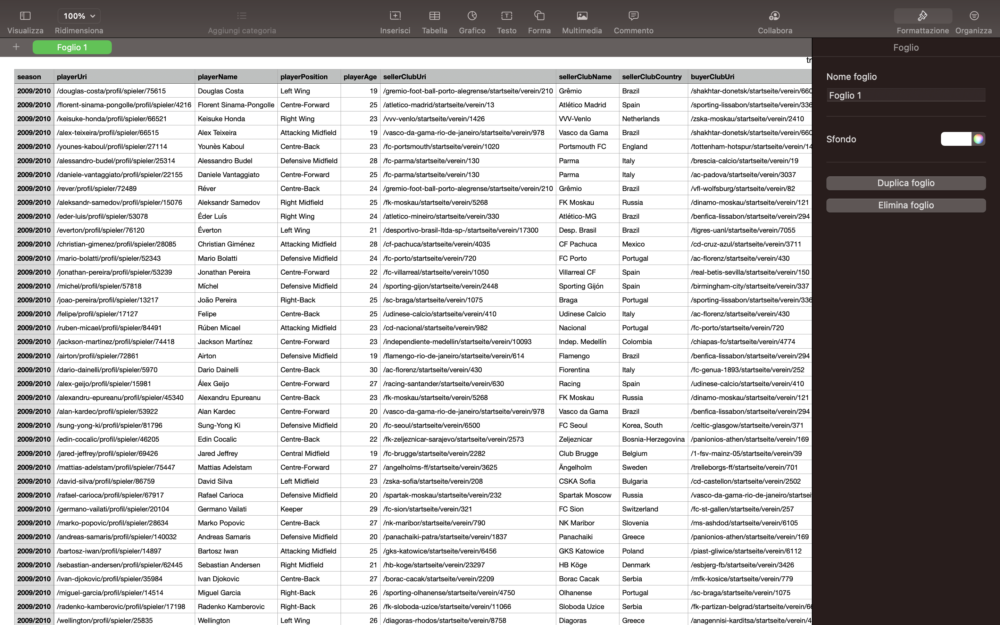 100%
Visualizza Ridimensiona Aggiungi categoria Inserisci Tabella Grafico Testo Forma Multimedia Commento Collabora Formattazione Organizza
Foglio 1
Foglio
tr
Nome foglio
Foglio 1
Sfondo
Duplica foglio
Elimina foglio
season playerUri playerName playerPosition playerAge sellerClubUri sellerClubName sellerClubCountry buyerClubUri
2009/2010 /douglas-costa/profil/spieler/75615 Douglas Costa Left Wing 19 /gremio-foot-ball-porto-alegrense/startseite/verein/210 Grêmio Brazil /shakhtar-donetsk/startseite/verein/660
2009/2010 /florent-sinama-pongolle/profil/spieler/4216 Florent Sinama-Pongolle Centre-Forward 25 /atletico-madrid/startseite/verein/13 Atlético Madrid Spain /sporting-lissabon/startseite/verein/336
2009/2010 /keisuke-honda/profil/spieler/66521 Keisuke Honda Right Wing 23 /vvv-venlo/startseite/verein/1426 VVV-Venlo Netherlands /zska-moskau/startseite/verein/2410
2009/2010 /alex-teixeira/profil/spieler/66515 Alex Teixeira Attacking Midfield 19 /vasco-da-gama-rio-de-janeiro/startseite/verein/978 Vasco da Gama Brazil /shakhtar-donetsk/startseite/verein/660
2009/2010 /younes-kaboul/profil/spieler/27114 Younès Kaboul Centre-Back 23 /fc-portsmouth/startseite/verein/1020 Portsmouth FC England /tottenham-hotspur/startseite/verein/14
2009/2010 /alessandro-budel/profil/spieler/25314 Alessandro Budel Defensive Midfield 28 /fc-parma/startseite/verein/130 Parma Italy /brescia-calcio/startseite/verein/19
2009/2010 /daniele-vantaggiato/profil/spieler/22155 Daniele Vantaggiato Centre-Forward 25 /fc-parma/startseite/verein/130 Parma Italy /ac-padova/startseite/verein/3037
2009/2010 /rever/profil/spieler/72489 Réver Centre-Back 24 /gremio-foot-ball-porto-alegrense/startseite/verein/210 Grêmio Brazil /vfl-wolfsburg/startseite/verein/82
2009/2010 /aleksandr-samedov/profil/spieler/15076 Aleksandr Samedov Right Midfield 25 /fk-moskau/startseite/verein/5268 FK Moskau Russia /dinamo-moskau/startseite/verein/121
2009/2010 /eder-luis/profil/spieler/53078 Éder Luís Right Wing 24 /atletico-mineiro/startseite/verein/330 Atlético-MG Brazil /benfica-lissabon/startseite/verein/294
2009/2010 /everton/profil/spieler/76120 Éverton Left Wing 21 /desportivo-brasil-ltda-sp-/startseite/verein/17300 Desp. Brasil Brazil /tigres-uanl/startseite/verein/7055
2009/2010 /christian-gimenez/profil/spieler/28085 Christian Giménez Attacking Midfield 28 /cf-pachuca/startseite/verein/4035 CF Pachuca Mexico /cd-cruz-azul/startseite/verein/3711
2009/2010 /mario-bolatti/profil/spieler/52343 Mario Bolatti Defensive Midfield 24 /fc-porto/startseite/verein/720 FC Porto Portugal /ac-florenz/startseite/verein/430
2009/2010 /jonathan-pereira/profil/spieler/53239 Jonathan Pereira Centre-Forward 22 /fc-villarreal/startseite/verein/1050 Villarreal CF Spain /real-betis-sevilla/startseite/verein/150
2009/2010 /michel/profil/spieler/57818 Míchel Defensive Midfield 24 /sporting-gijon/startseite/verein/2448 Sporting Gijón Spain /birmingham-city/startseite/verein/337
2009/2010 /joao-pereira/profil/spieler/13217 João Pereira Right-Back 25 /sc-braga/startseite/verein/1075 Braga Portugal /sporting-lissabon/startseite/verein/336
2009/2010 /felipe/profil/spieler/17127 Felipe Centre-Back 25 /udinese-calcio/startseite/verein/410 Udinese Calcio Italy /ac-florenz/startseite/verein/430
2009/2010 /ruben-micael/profil/spieler/84491 Rúben Micael Attacking Midfield 23 /cd-nacional/startseite/verein/982 Nacional Portugal /fc-porto/startseite/verein/720
2009/2010 /jackson-martinez/profil/spieler/74418 Jackson Martínez Centre-Forward 23 /independiente-medellin/startseite/verein/10093 Indep. Medellín Colombia /chiapas-fc/startseite/verein/4774
2009/2010 /airton/profil/spieler/72861 Airton Defensive Midfield 19 /flamengo-rio-de-janeiro/startseite/verein/614 Flamengo Brazil /benfica-lissabon/startseite/verein/294
2009/2010 /dario-dainelli/profil/spieler/5970 Dario Dainelli Centre-Back 30 /ac-florenz/startseite/verein/430 Fiorentina Italy /fc-genua-1893/startseite/verein/252
2009/2010 /alex-geijo/profil/spieler/15981 Álex Geijo Centre-Forward 27 /racing-santander/startseite/verein/630 Racing Spain /udinese-calcio/startseite/verein/410
2009/2010 /alexandru-epureanu/profil/spieler/45340 Alexandru Epureanu Centre-Back 23 /fk-moskau/startseite/verein/5268 FK Moskau Russia /dinamo-moskau/startseite/verein/121
2009/2010 /alan-kardec/profil/spieler/53922 Alan Kardec Centre-Forward 20 /vasco-da-gama-rio-de-janeiro/startseite/verein/978 Vasco da Gama Brazil /benfica-lissabon/startseite/verein/294
2009/2010 /sung-yong-ki/profil/spieler/81796 Sung-Yong Ki Defensive Midfield 20 /fc-seoul/startseite/verein/6500 FC Seoul Korea, South /celtic-glasgow/startseite/verein/371
2009/2010 /edin-cocalic/profil/spieler/46205 Edin Cocalic Centre-Back 22 /fk-zeljeznicar-sarajevo/startseite/verein/2573 Zeljeznicar Bosnia-Herzegovina /panionios-athen/startseite/verein/169
2009/2010 /jared-jeffrey/profil/spieler/69426 Jared Jeffrey Central Midfield 19 /fc-brugge/startseite/verein/2282 Club Brugge Belgium /1-fsv-mainz-05/startseite/verein/39
2009/2010 /mattias-adelstam/profil/spieler/75447 Mattias Adelstam Centre-Forward 27 /angelholms-ff/startseite/verein/3625 Ängelholm Sweden /trelleborgs-ff/startseite/verein/701
2009/2010 /david-silva/profil/spieler/86759 David Silva Left Midfield 23 /zska-sofia/startseite/verein/208 CSKA Sofia Bulgaria /cd-castellon/startseite/verein/2502
2009/2010 /rafael-carioca/profil/spieler/67917 Rafael Carioca Defensive Midfield 20 /spartak-moskau/startseite/verein/232 Spartak Moscow Russia /vasco-da-gama-rio-de-janeiro/startsei
2009/2010 /germano-vailati/profil/spieler/20104 Germano Vailati Keeper 29 /fc-sion/startseite/verein/321 FC Sion Switzerland /fc-st-gallen/startseite/verein/257
2009/2010 /marko-popovic/profil/spieler/28634 Marko Popovic Centre-Back 27 /nk-maribor/startseite/verein/790 NK Maribor Slovenia /ms-ashdod/startseite/verein/6105
2009/2010 /andreas-samaris/profil/spieler/140032 Andreas Samaris Defensive Midfield 20 /panachaiki-patra/startseite/verein/1837 Panachaiki Greece /panionios-athen/startseite/verein/169
2009/2010 /bartosz-iwan/profil/spieler/14897 Bartosz Iwan Attacking Midfield 25 /gks-katowice/startseite/verein/6456 GKS Katowice Poland /piast-gliwice/startseite/verein/6112
2009/2010 /sebastian-andersen/profil/spieler/62445 Sebastian Andersen Right Midfield 21 /hb-koge/startseite/verein/23297 HB Köge Denmark /esbjerg-fb/startseite/verein/3426
2009/2010 /ivan-djokovic/profil/spieler/35984 Ivan Djokovic Centre-Back 27 /borac-cacak/startseite/verein/2209 Borac Cacak Serbia /mfk-kosice/startseite/verein/779
2009/2010 /miguel-garcia/profil/spieler/14514 Miguel Garcia Right-Back 26 /sporting-olhanense/startseite/verein/4750 Olhanense Portugal /sc-braga/startseite/verein/1075
2009/2010 /radenko-kamberovic/profil/spieler/17198 Radenko Kamberovic Right-Back 26 /fk-sloboda-uzice/startseite/verein/11066 Sloboda Uzice Serbia /fk-partizan-belgrad/startseite/verein/66
2009/2010 /wellington/profil/spieler/25835 Wellington Left Wing 26 /diagoras-rhodos/startseite/verein/8758 Diagoras Greece /anagennisi-karditsa/startseite/verein/4